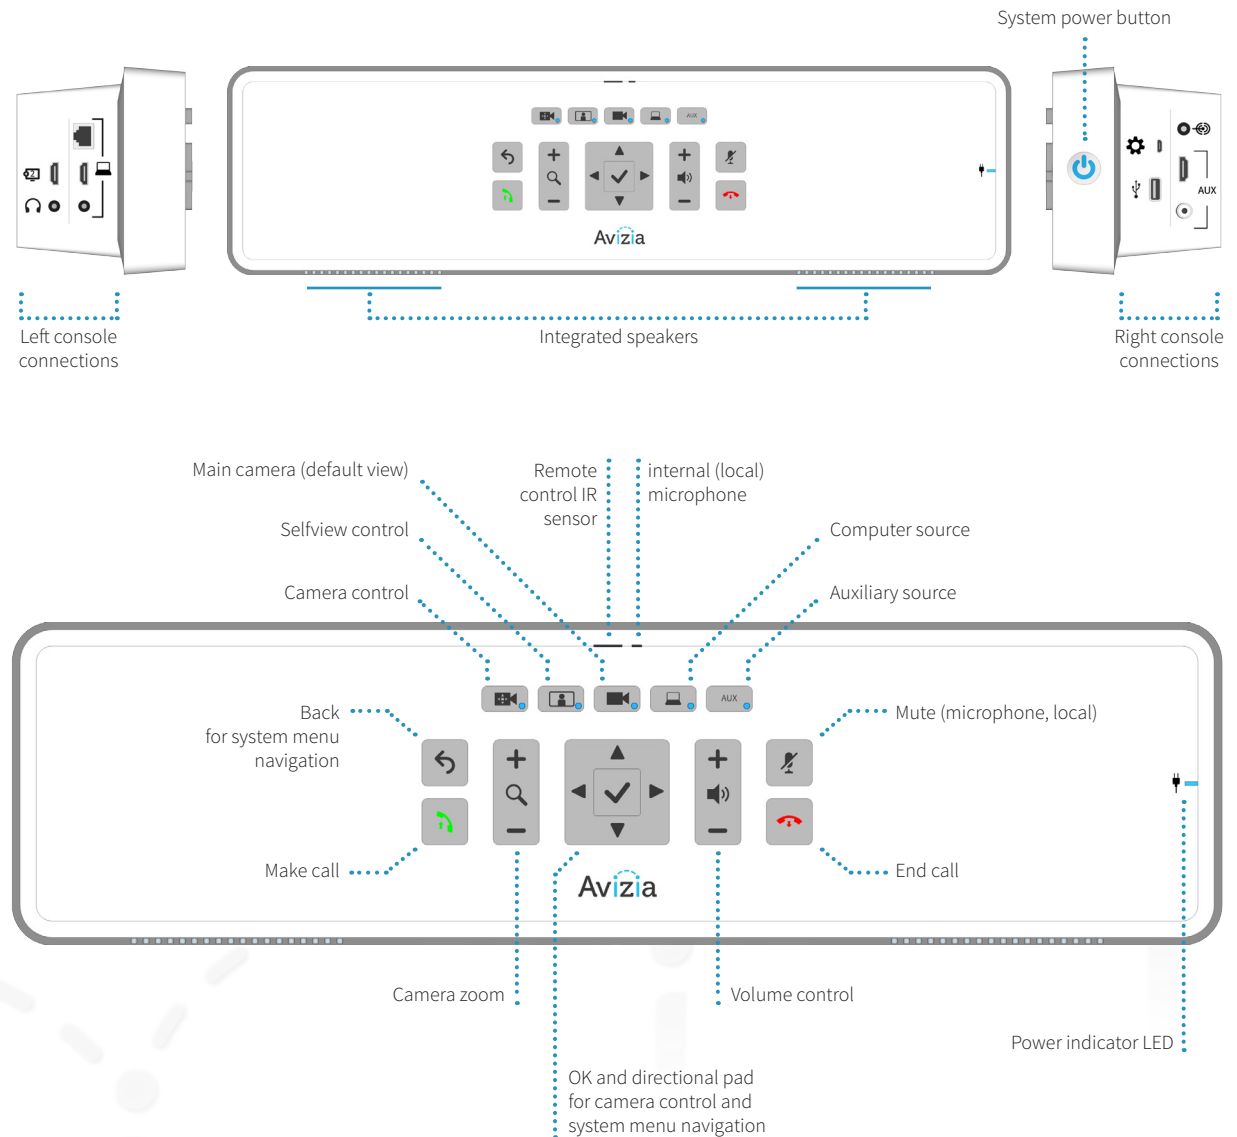 System power button
AUX
Avizia
2
AUX
Left console
connections
Integrated speakers
Right console
connections
Main camera (default view)
Remote
control IR
sensor
internal (local)
microphone
Selfview control
Computer source
Camera control
Auxiliary source
AUX
Back
for system menu
navigation
Mute (microphone, local)
Make call
End call
Avizia
Camera zoom
Volume control
Power indicator LED
OK and directional pad
for camera control and
system menu navigation